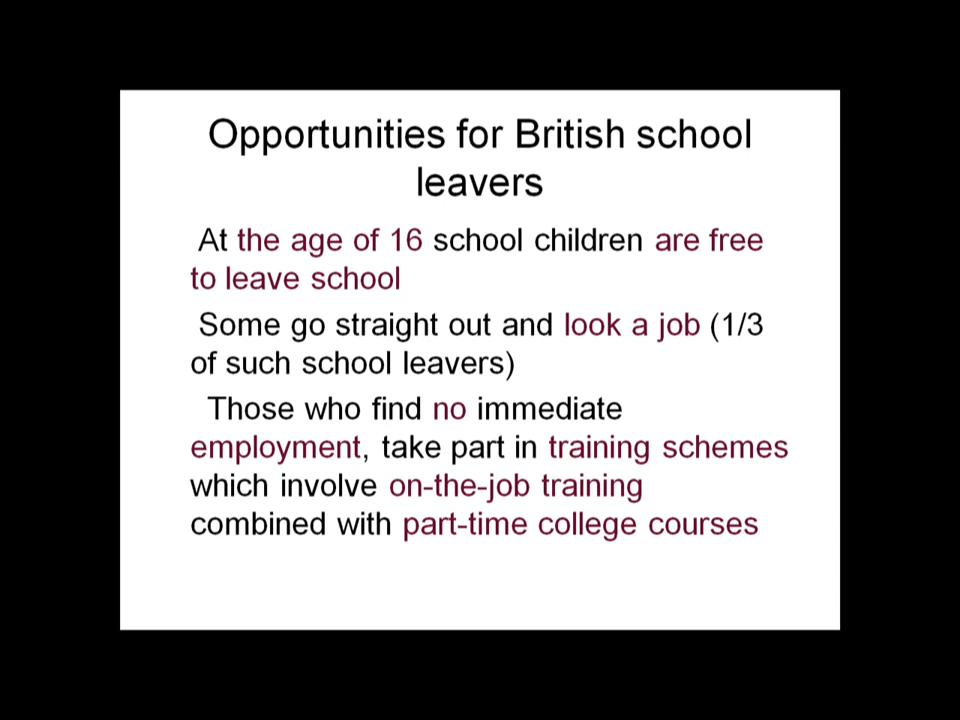 Opportunities for British school
leavers
At the age of 16 school children are free
to leave school
Some go straight out and look a job (1/3
of such school leavers)
Those who find no immediate
employment, take part in training schemes
which involve on-the-job training
combined with part-time college courses